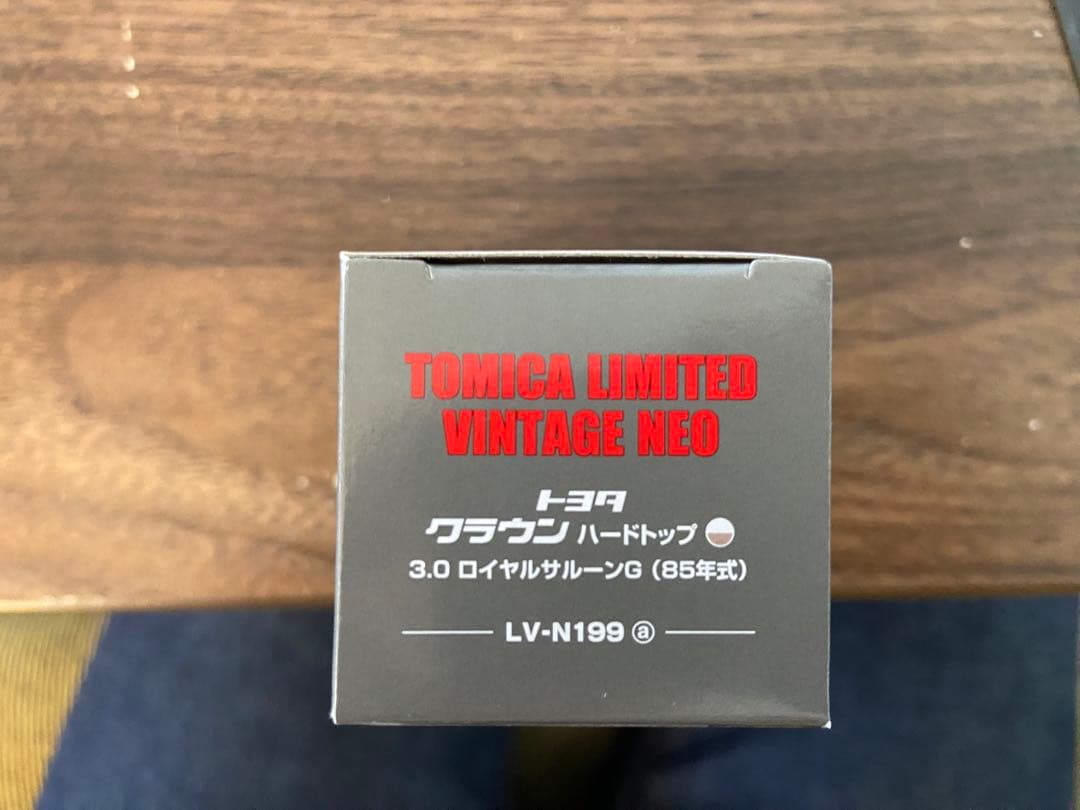 TOMICA LIMITED
VINTAGE NEO
トヨタ
クラウン ハードトップ
3.0 ロイヤルサルーンG（85年式）
LV-N199 ⓐ